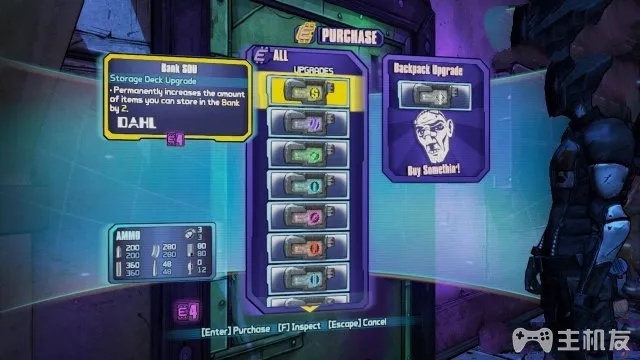 PURCHASE
ALL
UPGRADES
Bank SDU
Storage Deck Upgrade
• Permanently increases the amount
of items you can store in the Bank
by 2.
DAHL
4
Backpack Upgrade
Buy Somethin'!
AMMO
3
3
200
200
280
280
80
80
360
360
48
48
0
12
4
[Enter] Purchase [F] Inspect [Escape] Cancel
主机友